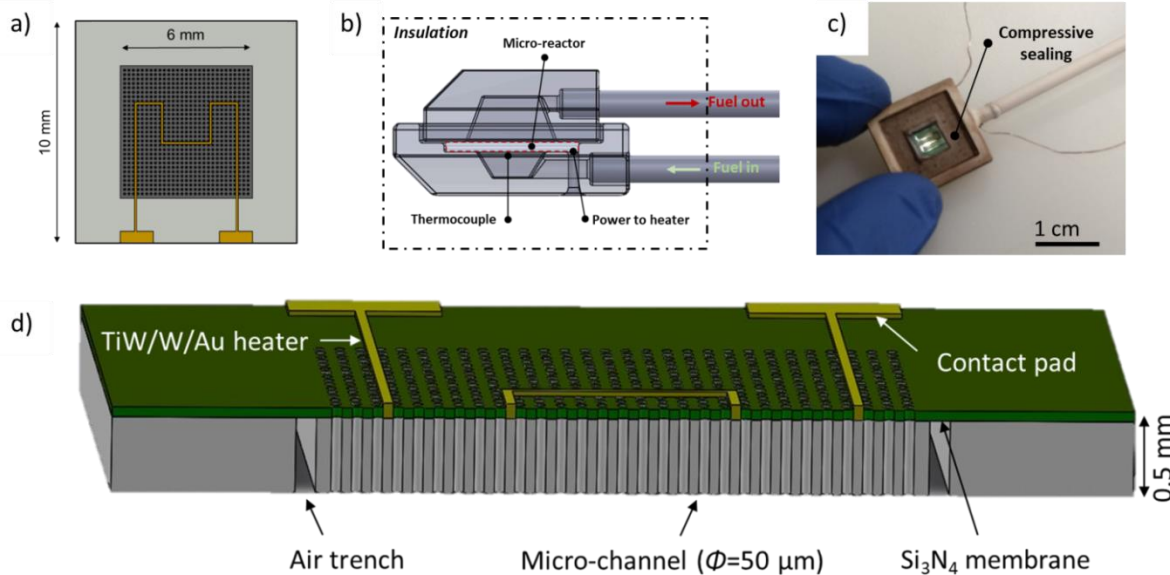 a)
6 mm
10 mm
b)
Insulation
Micro-reactor
Fuel out
Fuel in
Thermocouple
Power to heater
c)
Compressive
sealing
1 cm
d)
TiW/W/Au heater
Contact pad
0.5 mm
Air trench
Micro-channel (Φ=50 μm)
Si₃N₄ membrane